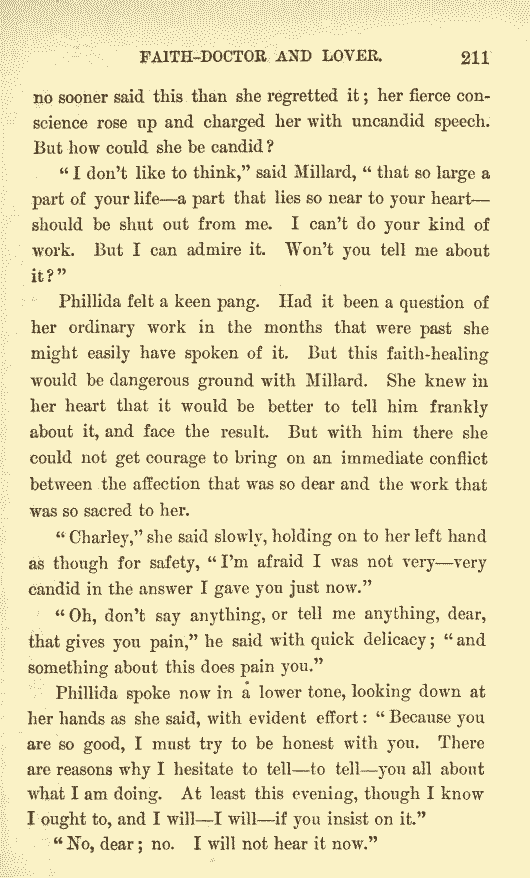 FAITH-DOCTOR AND LOVER. 211
no sooner said this than she regretted it; her fierce con-
science rose up and charged her with uncandid speech.
But how could she be candid?
"I don't like to think," said Millard, "that so large a
part of your life—a part that lies so near to your heart—
should be shut out from me. I can't do your kind of
work. But I can admire it. Won't you tell me about
it?"
Phillida felt a keen pang. Had it been a question of
her ordinary work in the months that were past she
might easily have spoken of it. But this faith-healing
would be dangerous ground with Millard. She knew in
her heart that it would be better to tell him frankly
about it, and face the result. But with him there she
could not get courage to bring on an immediate conflict
between the affection that was so dear and the work that
was so sacred to her.
"Charley," she said slowly, holding on to her left hand
as though for safety, "I'm afraid I was not very—very
candid in the answer I gave you just now."
"Oh, don't say anything, or tell me anything, dear,
that gives you pain," he said with quick delicacy; "and
something about this does pain you."
Phillida spoke now in a lower tone, looking down at
her hands as she said, with evident effort: "Because you
are so good, I must try to be honest with you. There
are reasons why I hesitate to tell—to tell—you all about
what I am doing. At least this evening, though I know
I ought to, and I will—I will—if you insist on it."
"No, dear; no. I will not hear it now."